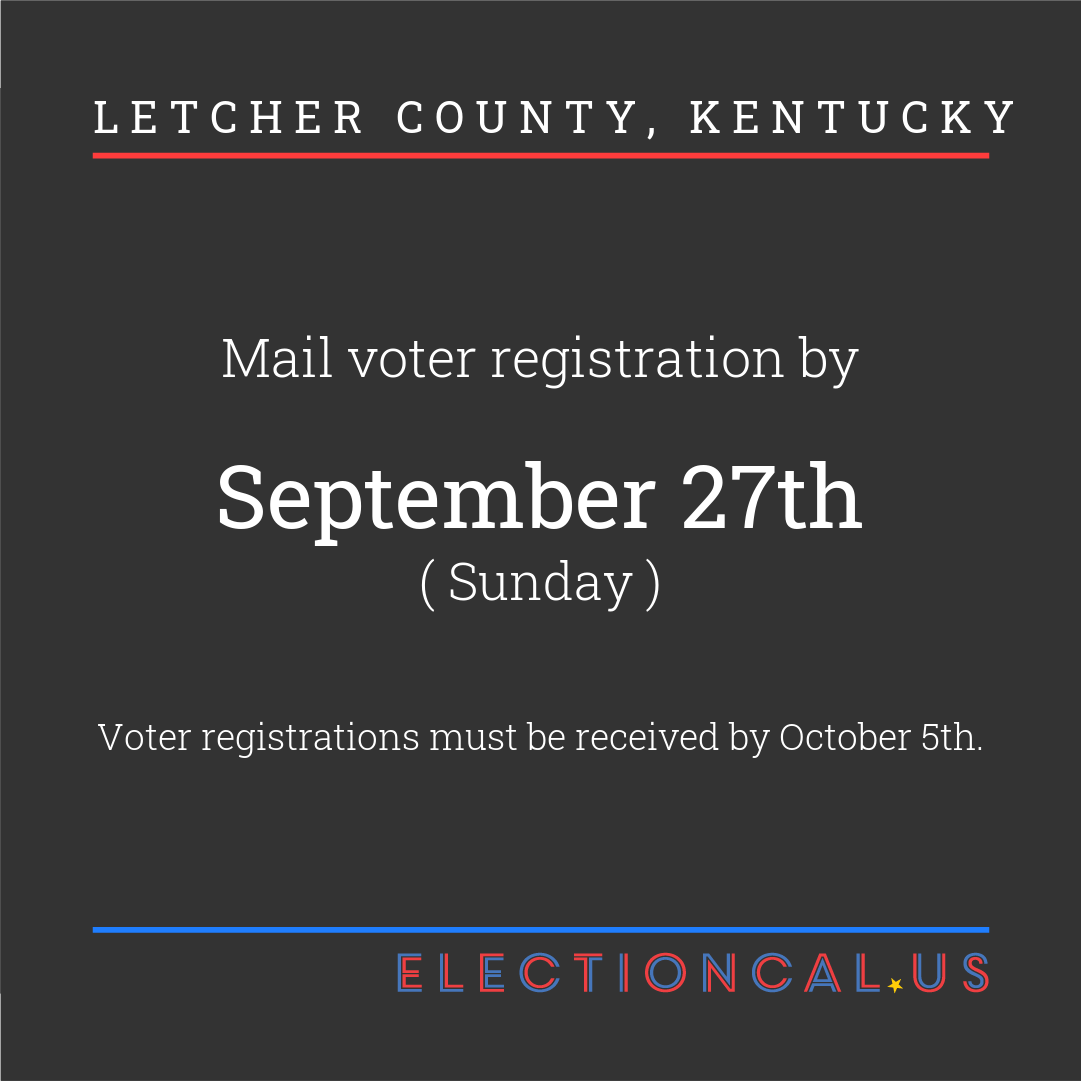 LETCHER COUNTY, KENTUCKY
Mail voter registration by
September 27th
( Sunday )
Voter registrations must be received by October 5th.
ELECTIONCAL.US